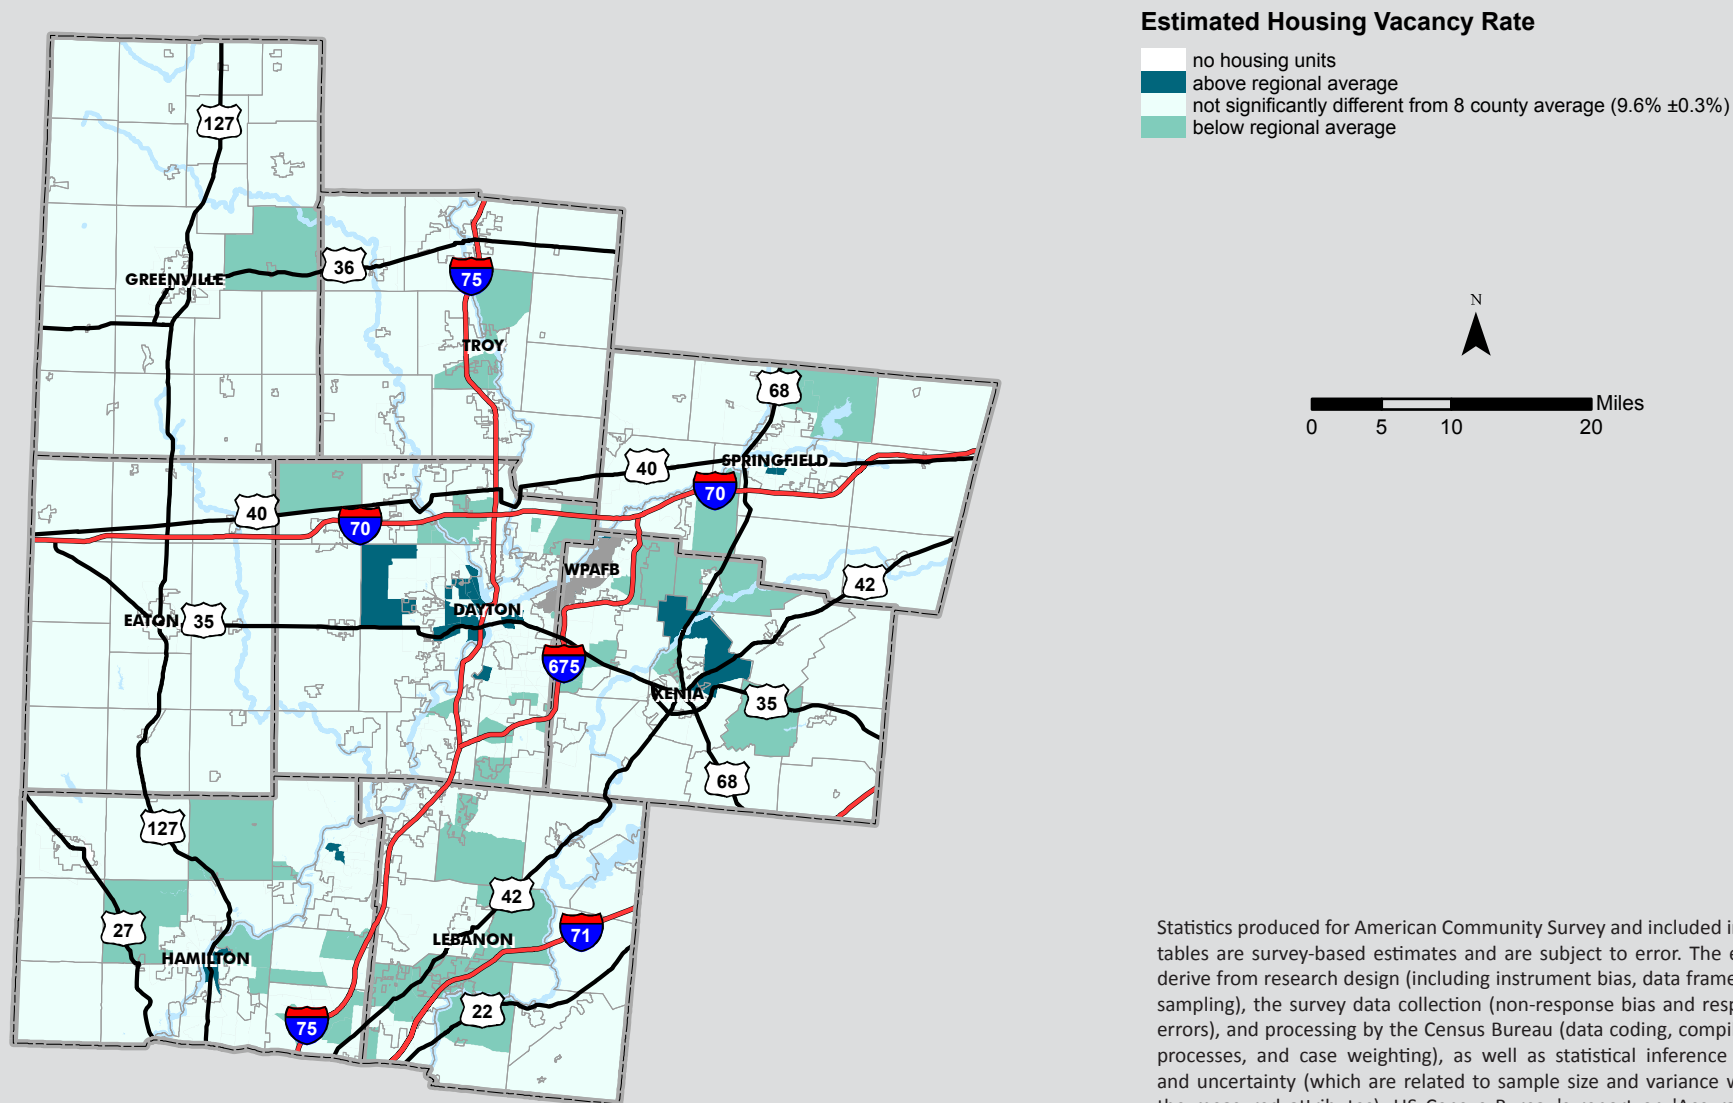 Estimated Housing Vacancy Rate
no housing units
above regional average
not significantly different from 8 county average (9.6% ±0.3%)
below regional average
127
36
75
GREENVILLE
N
TROY
68
Miles
0 5 10 20
40
SPRINGFIELD
70
40
70
WPAFB
42
DAYTON
EATON
35
675
XENIA
35
68
127
42
27
71
LEBANON
HAMILTON
22
75
Statistics produced for American Community Survey and included i
tables are survey-based estimates and are subject to error. The e
derive from research design (including instrument bias, data frame
sampling), the survey data collection (non-response bias and resp
errors), and processing by the Census Bureau (data coding, compi
processes, and case weighting), as well as statistical inference
and uncertainty (which are related to sample size and variance